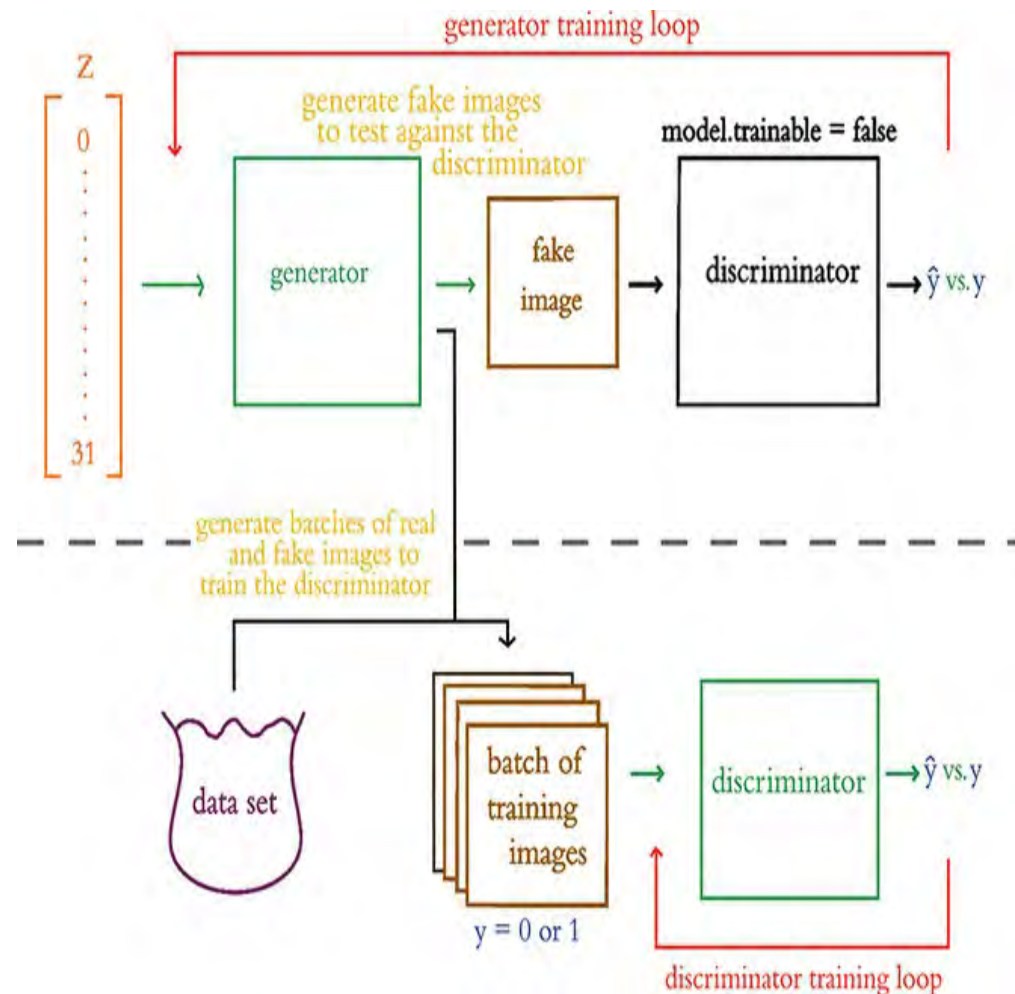 generator training loop
Z
0
31
generate fake images
to test against the
discriminator
model.trainable = false
generator
fake
image
discriminator
ŷ vs. y
generate batches of real
and fake images to
train the discriminator
data set
batch of
training
images
y = 0 or 1
discriminator
ŷ vs. y
discriminator training loop